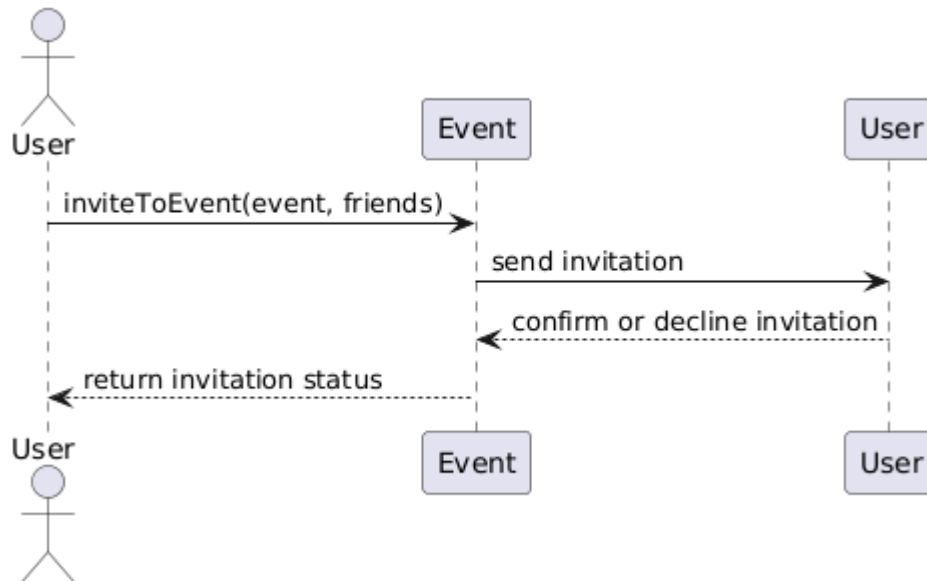 User
Event
User
inviteToEvent(event, friends)
send invitation
confirm or decline invitation
return invitation status
User
Event
User